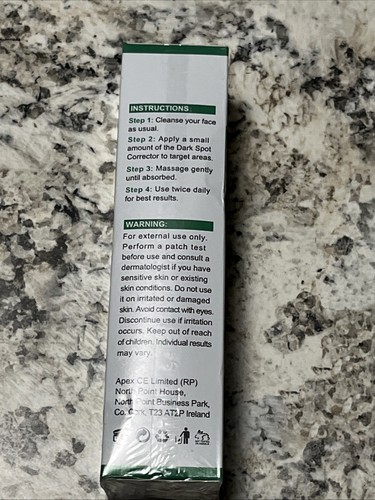 INSTRUCTIONS
Step 1: Cleanse your face
as usual.
Step 2: Apply a small
amount of the Dark Spot
Corrector to target areas.
Step 3: Massage gently
until absorbed.
Step 4: Use twice daily
for best results.
WARNING:
For external use only.
Perform a patch test
before use and consult a
dermatologist if you have
sensitive skin or existing
skin conditions. Do not use
it on irritated or damaged
skin. Avoid contact with eyes.
Discontinue use if irritation
occurs. Keep out of reach
of children. Individual results
may vary.
Apex CE Limited (RP)
North Point House,
North Point Business Park,
Co. Cork, T23 AT2P Ireland